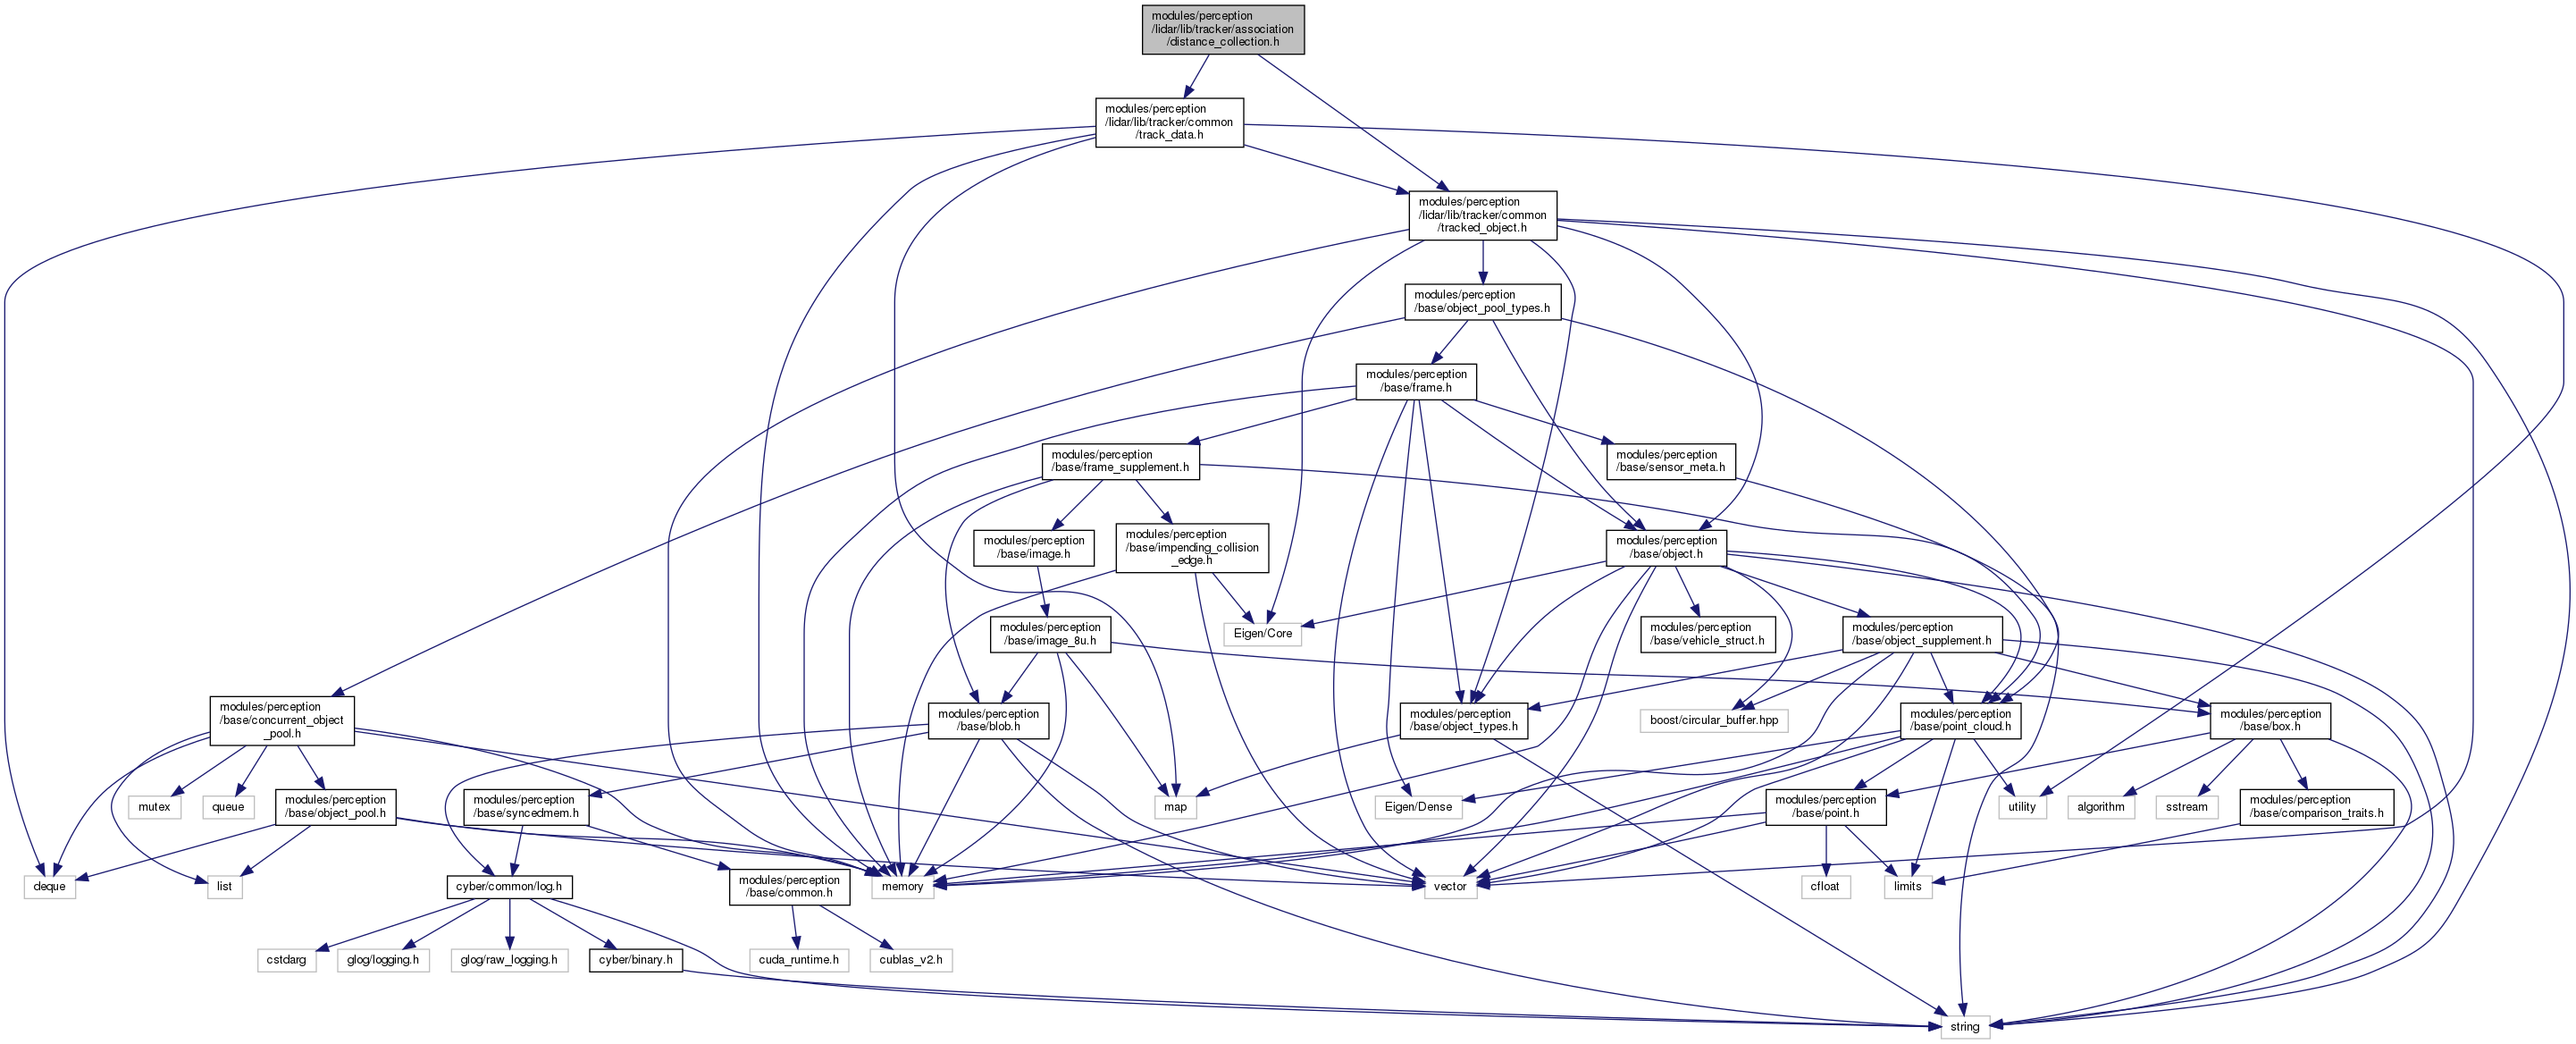 modules/perception
/lidar/lib/tracker/association
/distance_collection.h
modules/perception
/lidar/lib/tracker/common
/track_data.h
modules/perception
/lidar/lib/tracker/common
/tracked_object.h
modules/perception
/base/object_pool_types.h
modules/perception
/base/frame.h
modules/perception
/base/frame_supplement.h
modules/perception
/base/sensor_meta.h
modules/perception
/base/image.h
modules/perception
/base/impending_collision
_edge.h
modules/perception
/base/object.h
modules/perception
/base/image_8u.h
Eigen/Core
modules/perception
/base/vehicle_struct.h
modules/perception
/base/object_supplement.h
modules/perception
/base/concurrent_object
_pool.h
modules/perception
/base/blob.h
modules/perception
/base/object_types.h
boost/circular_buffer.hpp
modules/perception
/base/point_cloud.h
modules/perception
/base/box.h
mutex
queue
modules/perception
/base/object_pool.h
modules/perception
/base/syncedmem.h
map
Eigen/Dense
modules/perception
/base/point.h
utility
algorithm
sstream
modules/perception
/base/comparison_traits.h
deque
list
cyber/common/log.h
modules/perception
/base/common.h
memory
vector
cfloat
limits
cstdarg
glog/logging.h
glog/raw_logging.h
cyber/binary.h
cuda_runtime.h
cublas_v2.h
string